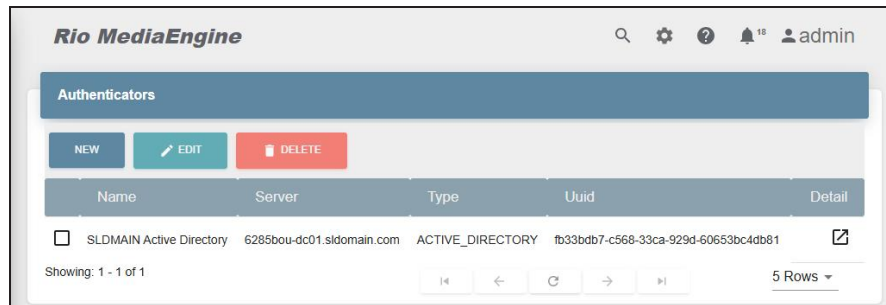 Rio MediaEngine 18 admin
Authenticators
NEW EDIT DELETE
Name Server Type Uuid Detail
SLDMAIN Active Directory 6285bou-dc01.sldomain.com ACTIVE_DIRECTORY fb33bdb7-c568-33ca-929d-60653bc4db81
Showing: 1 - 1 of 1 5 Rows